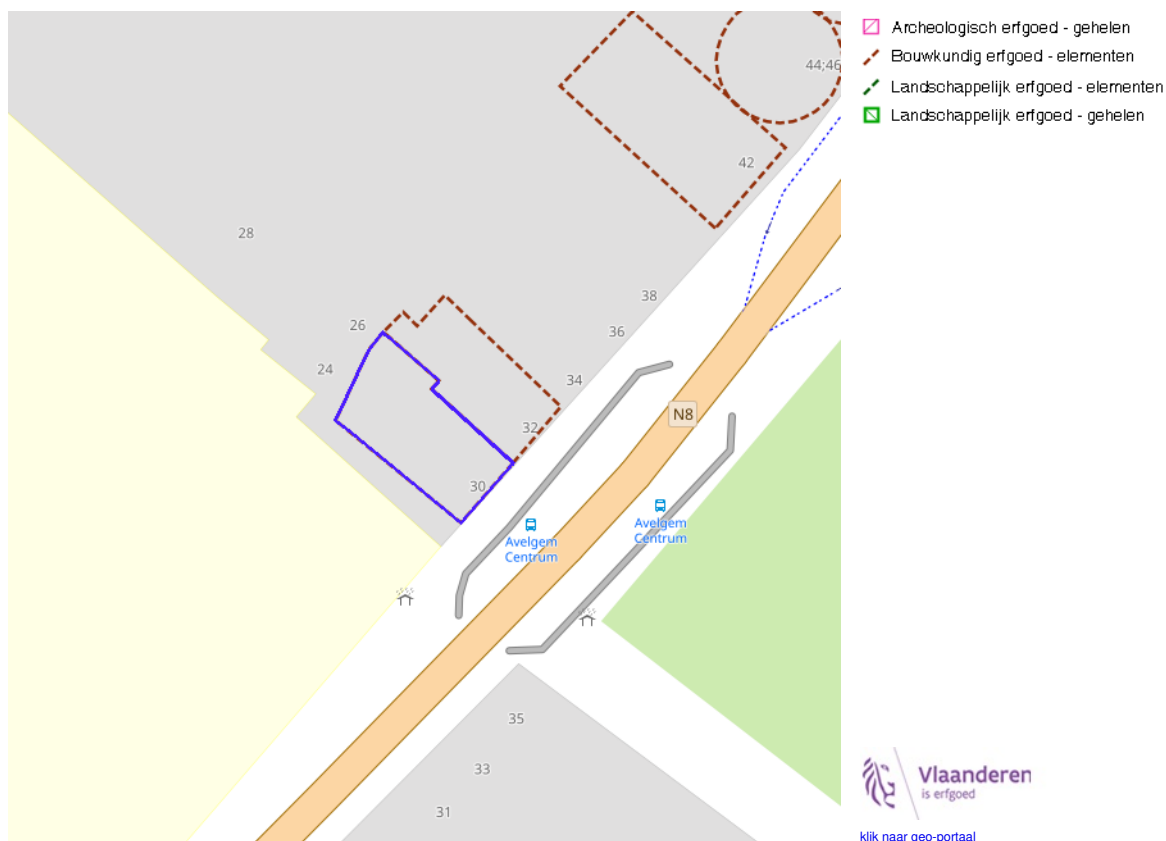 Archeologisch erfgoed - gehelen
Bouwkundig erfgoed - elementen
Landschappelijk erfgoed - elementen
Landschappelijk erfgoed - gehelen
44;46
42
28
38
26
36
24
34
32
N8
30
Avelgem
Centrum
Avelgem
Centrum
35
33
31
Vlaanderen
is erfgoed
klik naar geo-portaal